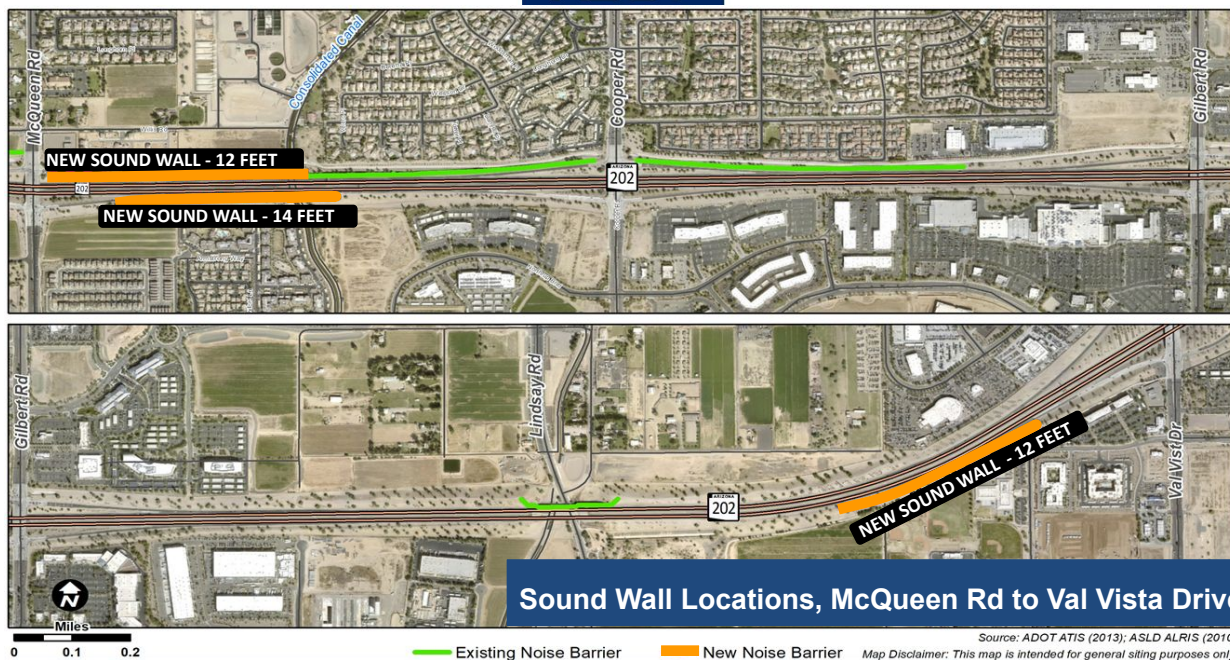 McQueen Rd
Consolidated Canal
Cooper Rd
Gilbert Rd
NEW SOUND WALL - 12 FEET
202
ARIZONA
202
NEW SOUND WALL - 14 FEET
Gilbert Rd
Lindsay Rd
Val Vist Dr
ARIZONA
202
NEW SOUND WALL - 12 FEET
N
Sound Wall Locations, McQueen Rd to Val Vista Drive
Miles
0 0.1 0.2
Existing Noise Barrier
New Noise Barrier
Source: ADOT ATIS (2013); ASLD ALRIS (2010
Map Disclaimer: This map is intended for general siting purposes only